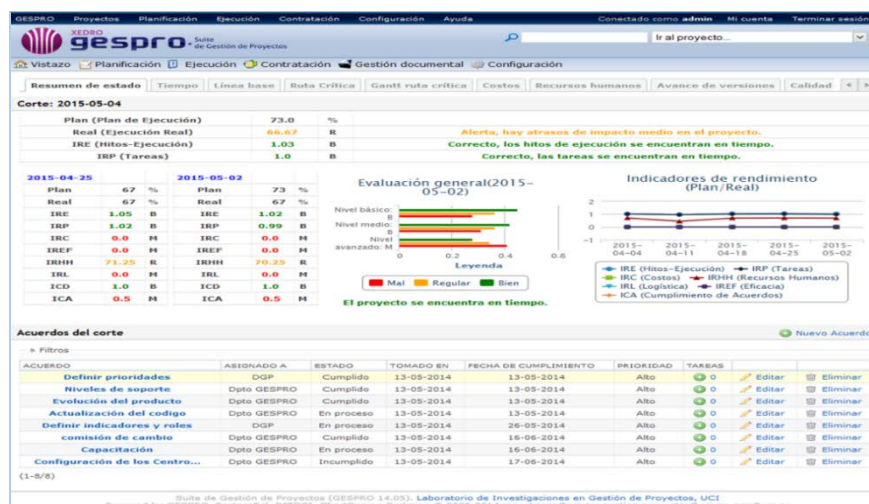 GESPRO Proyectos Planificación Ejecución Contratación Configuración Ayuda Conectado como admin Mi cuenta Terminar sesión
XEDRO
gespro. Suite de Gestión de Proyectos
Ir al proyecto...
Vistazo Planificación Ejecución Contratación Gestión documental Configuración
Resumen de estado Tiempo Línea base Ruta Crítica Gantt ruta crítica Costos Recursos humanos Avance de versiones Calidad
Corte: 2015-05-04
Plan (Plan de Ejecución) 73.0 %
Real (Ejecución Real) 66.67 R Alerta, hay atrasos de impacto medio en el proyecto.
IRE (Hitos-Ejecución) 1.03 B Correcto, los hitos de ejecución se encuentran en tiempo.
IRP (Tareas) 1.0 B Correcto, las tareas se encuentran en tiempo.
2015-04-25 2015-05-02
Plan 67 % Plan 73 %
Real 67 % Real 67 %
IRE 1.05 B IRE 1.02 B
IRP 1.02 B IRP 0.99 B
IRC 0.0 M IRC 0.0 M
IREF 0.0 M IREF 0.0 M
IRHH 71.25 R IRHH 70.25 R
IRL 0.0 M IRL 0.0 M
ICD 1.0 B ICD 1.0 B
ICA 0.5 M ICA 0.5 M
Evaluación general(2015-
05-02)
Nivel básico:
B
Nivel medio:
B
Nivel
avanzado: M
0 0.2 0.4 0.6
Leyenda
Mal Regular Bien
El proyecto se encuentra en tiempo.
Indicadores de rendimiento
(Plan/Real)
2
1
0
-1
2015-04-04 2015-04-11 2015-04-18 2015-04-25 2015-05-02
IRE (Hitos-Ejecución) IRP (Tareas)
IRC (Costos) IRHH (Recursos Humanos)
IRL (Logística) IREF (Eficacia)
ICA (Cumplimiento de Acuerdos)
Acuerdos del corte Nuevo Acuerdo
» Filtros
ACUERDO ASIGNADO A ESTADO TOMADO EN FECHA DE CUMPLIMIENTO PRIORIDAD TAREAS
Definir prioridades DGP Cumplido 13-05-2014 13-05-2014 Alto 0 Editar Eliminar
Niveles de soporte Dpto GESPRO Cumplido 13-05-2014 13-05-2014 Alto 0 Editar Eliminar
Evolución del producto Dpto GESPRO Cumplido 13-05-2014 13-05-2014 Alto 0 Editar Eliminar
Actualización del codigo Dpto GESPRO En proceso 13-05-2014 13-05-2014 Alto 0 Editar Eliminar
Definir indicadores y roles DGP En proceso 13-05-2014 26-05-2014 Alto 0 Editar Eliminar
comisión de cambio Dpto GESPRO Cumplido 13-05-2014 16-06-2014 Alto 0 Editar Eliminar
Capacitación Dpto GESPRO En proceso 13-05-2014 16-06-2014 Alto 0 Editar Eliminar
Configuración de los Centro... Dpto GESPRO Incumplido 13-05-2014 17-06-2014 Alto 0 Editar Eliminar
(1-8/8)
Suite de Gestión de Proyectos (GESPRO 14.05). Laboratorio de Investigaciones en Gestión de Proyectos, UCI